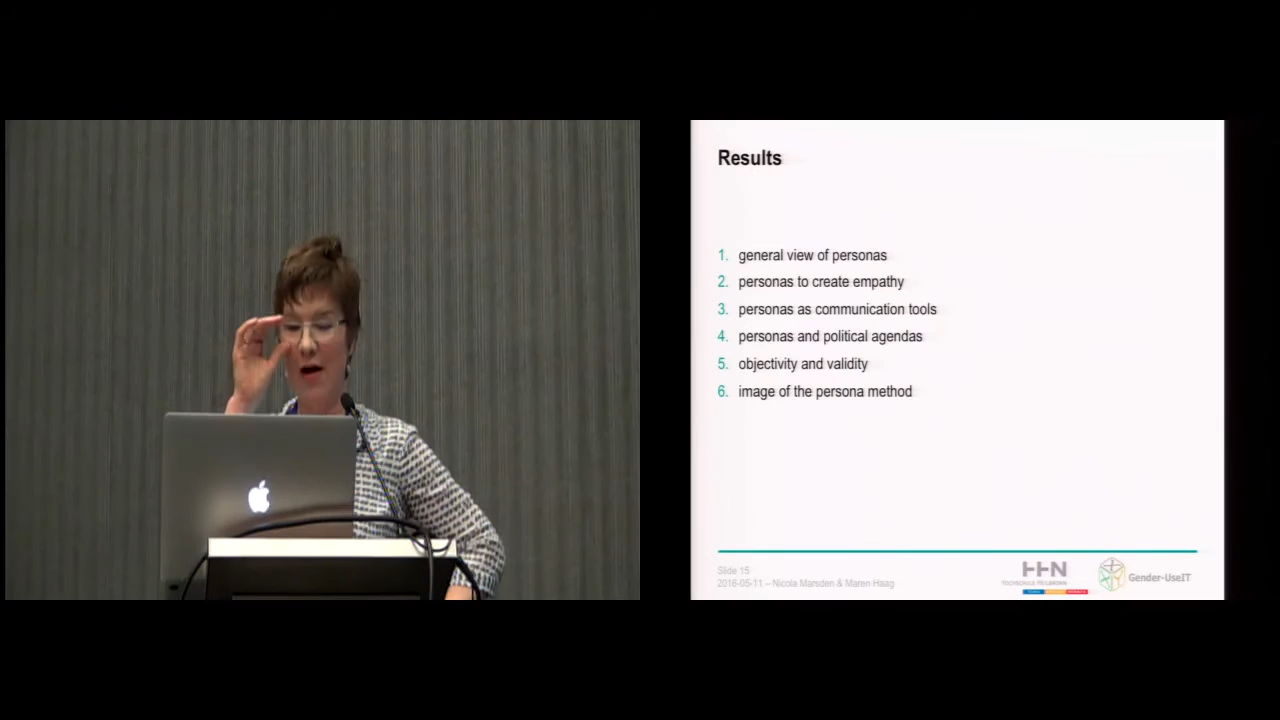 Results
1. general view of personas
2. personas to create empathy
3. personas as communication tools
4. personas and political agendas
5. objectivity and validity
6. image of the persona method
Slide 15
2016-05-11 – Nicola Marsden & Maren Haag
HHN
HOCHSCHULE HEILBRONN
Gender-UseIT